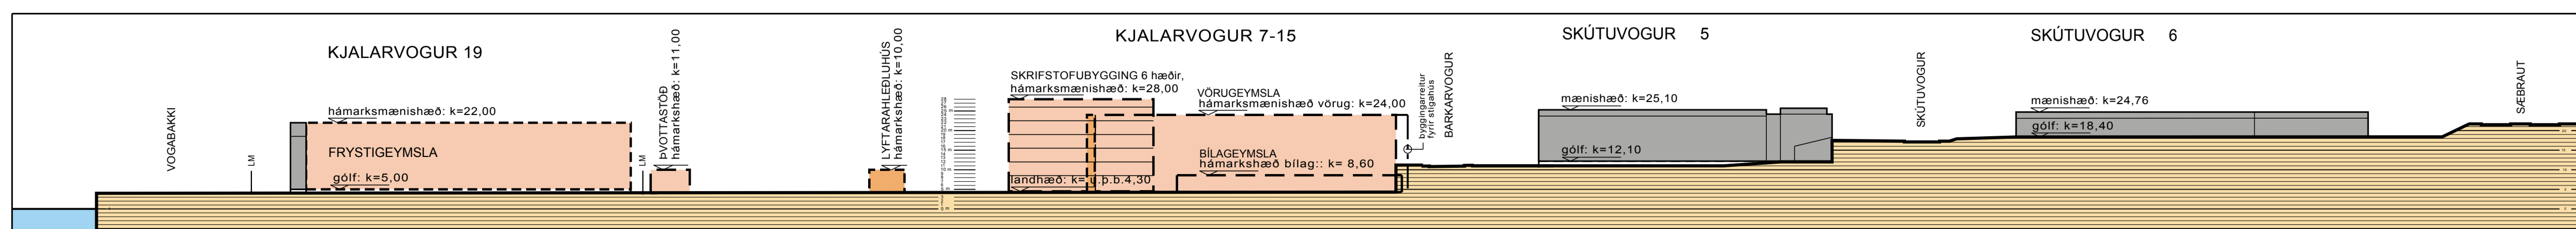 KJALARVOGUR 19
KJALARVOGUR 7-15
SKÚTUVOGUR 5
SKÚTUVOGUR 6
VOGABAKKI
LM
hámarksmænishæð: k=22,00
FRYSTIGEYMSLA
gólf: k=5,00
LM
ÞVOTTASTÖÐ
hámarkshæð: k=11,00
LYFTARAHLEÐLUHÚS
hámarkshæð: k=10,00
SKRIFSTOFUBYGGING 6 hæðir,
hámarksmænishæð: k=28,00
landhæð: k= u.þ.b.4,30
VÖRUGEYMSLA
hámarksmænishæð vörug: k=24,00
BÍLAGEYMSLA
hámarkshæð bílag:: k= 8,60
byggingarreitur
fyrir stigahús
BARKARVOGUR
mænishæð: k=25,10
gólf: k=12,10
SKÚTUVOGUR
mænishæð: k=24,76
gólf: k=18,40
SÆBRAUT